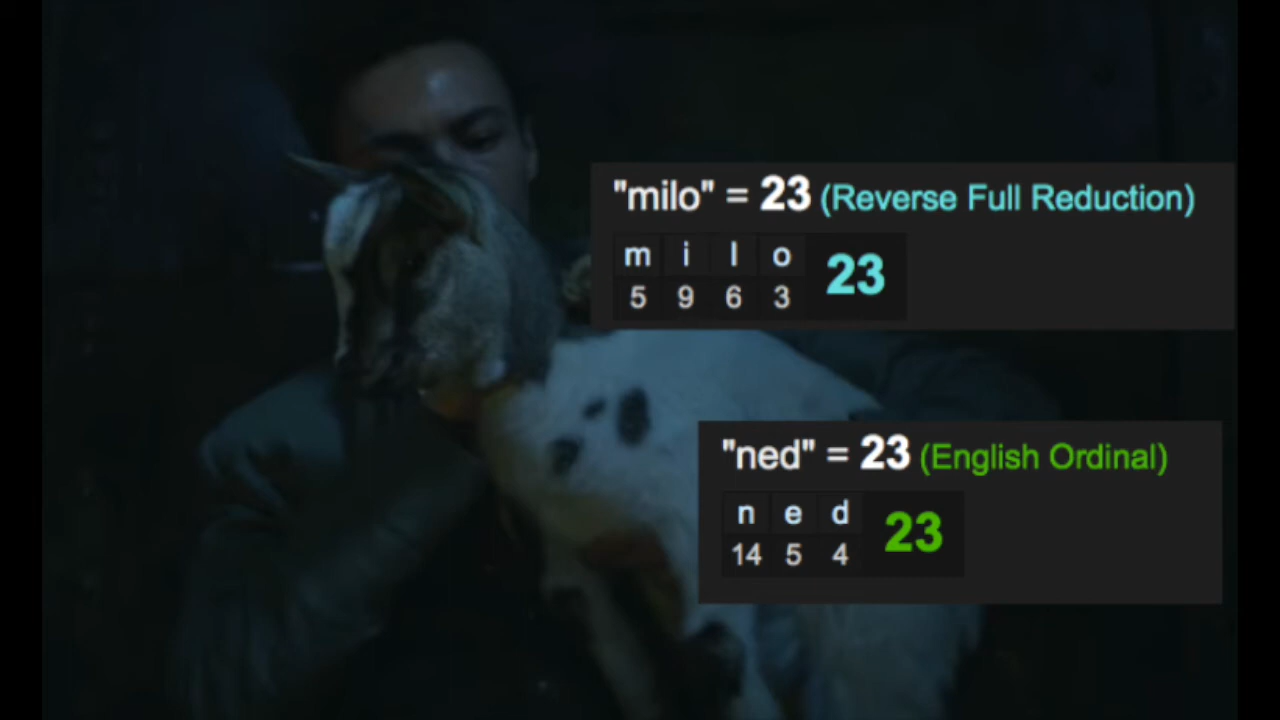 "milo" = 23 (Reverse Full Reduction)
m i l o
23
5 9 6 3
"ned" = 23 (English Ordinal)
n e d
23
14 5 4